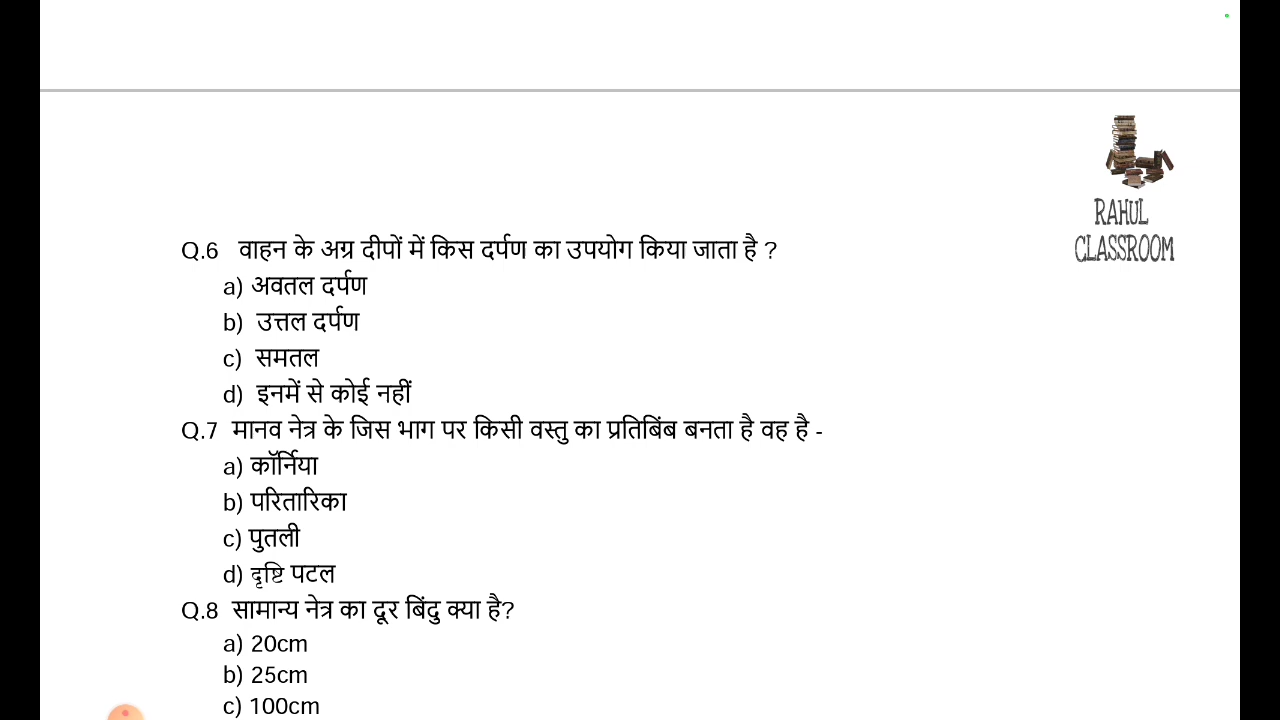 RAHUL
CLASSROOM
Q.6 वाहन के अग्र दीपों में किस दर्पण का उपयोग किया जाता है ?
a) अवतल दर्पण
b) उत्तल दर्पण
c) समतल
d) इनमें से कोई नहीं
Q.7 मानव नेत्र के जिस भाग पर किसी वस्तु का प्रतिबिंब बनता है वह है -
a) कॉर्निया
b) परितारिका
c) पुतली
d) दृष्टि पटल
Q.8 सामान्य नेत्र का दूर बिंदु क्या है?
a) 20cm
b) 25cm
c) 100cm